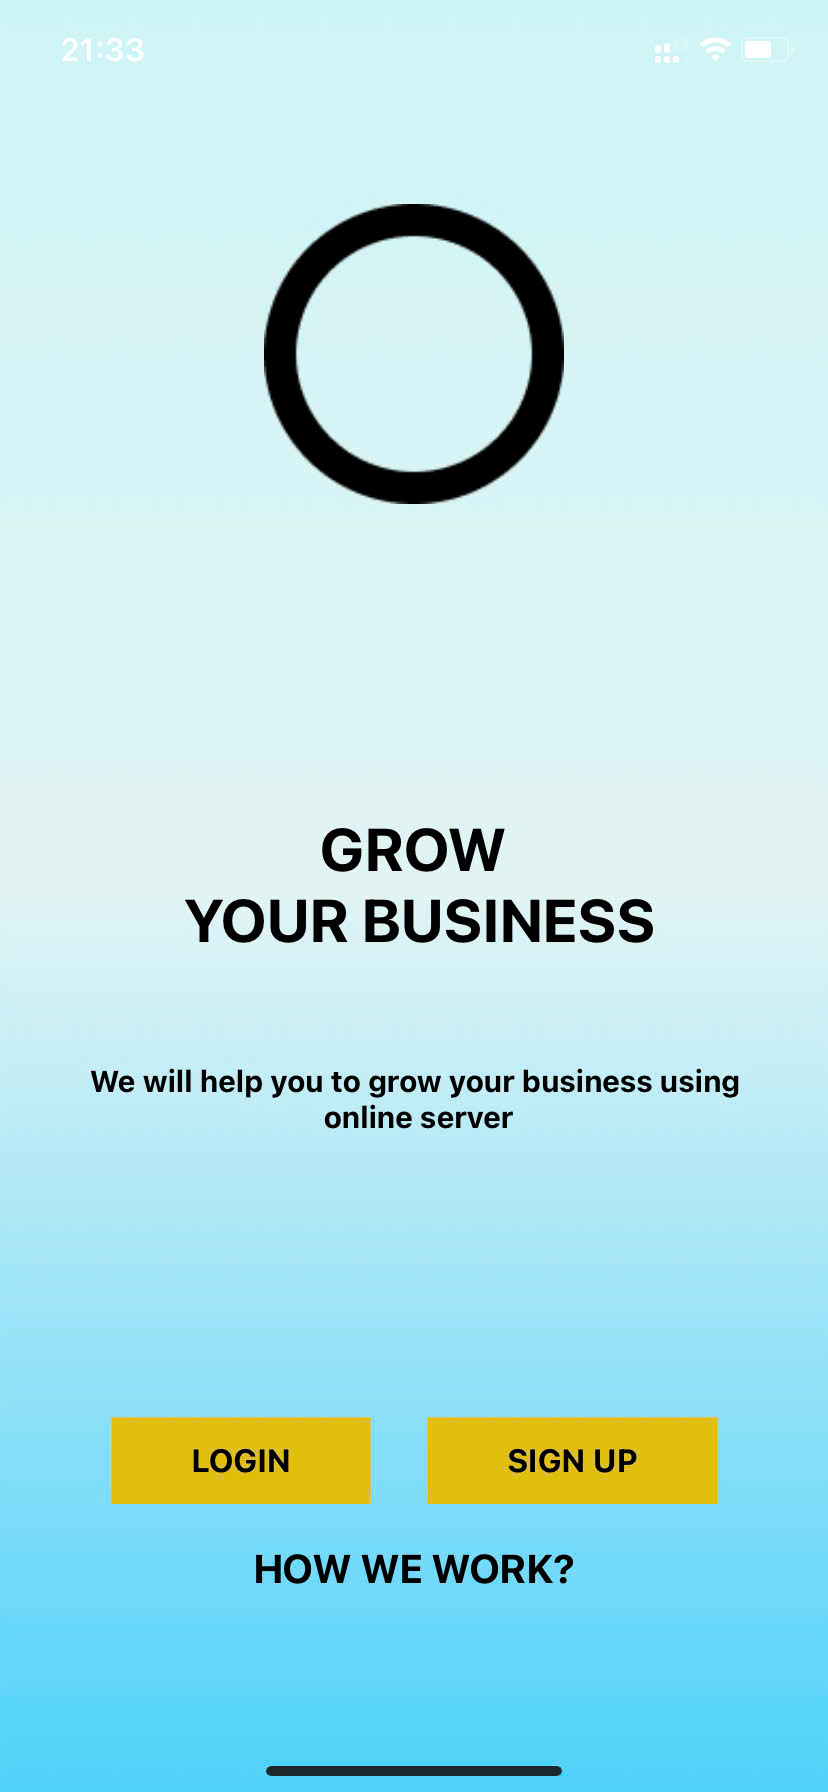 21:33
GROW
YOUR BUSINESS
We will help you to grow your business using
online server
LOGIN
SIGN UP
HOW WE WORK?